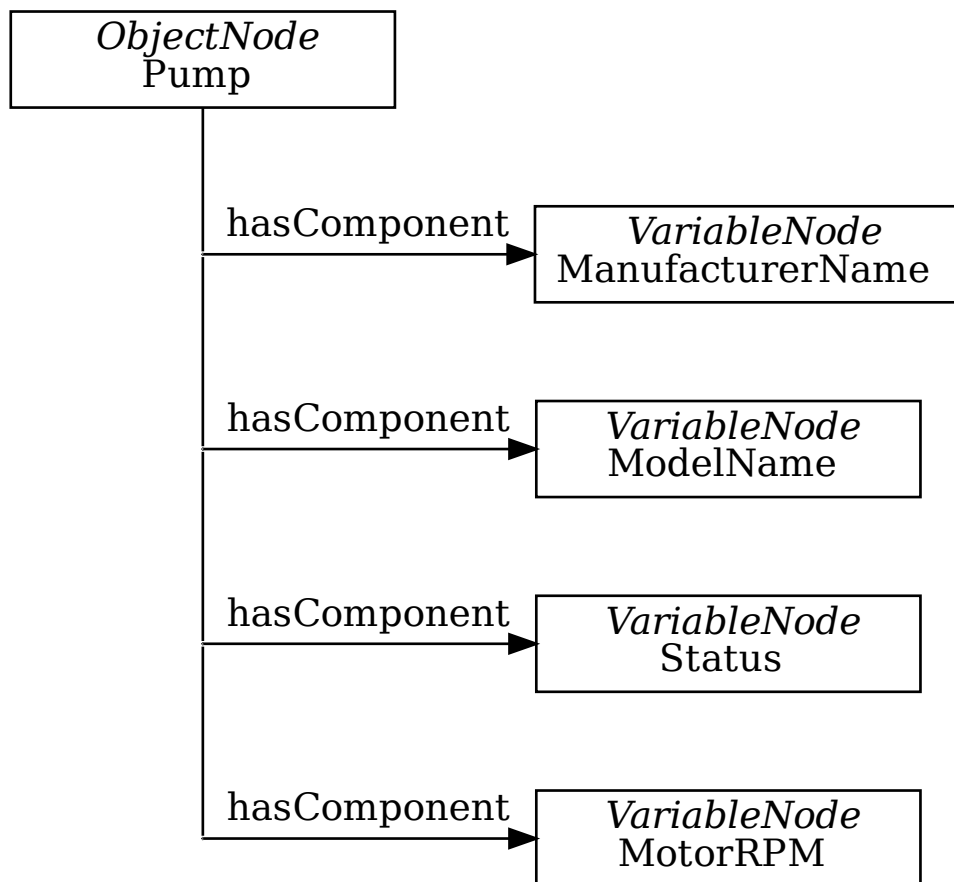 ObjectNode
Pump
hasComponent
VariableNode
ManufacturerName
hasComponent
VariableNode
ModelName
hasComponent
VariableNode
Status
hasComponent
VariableNode
MotorRPM